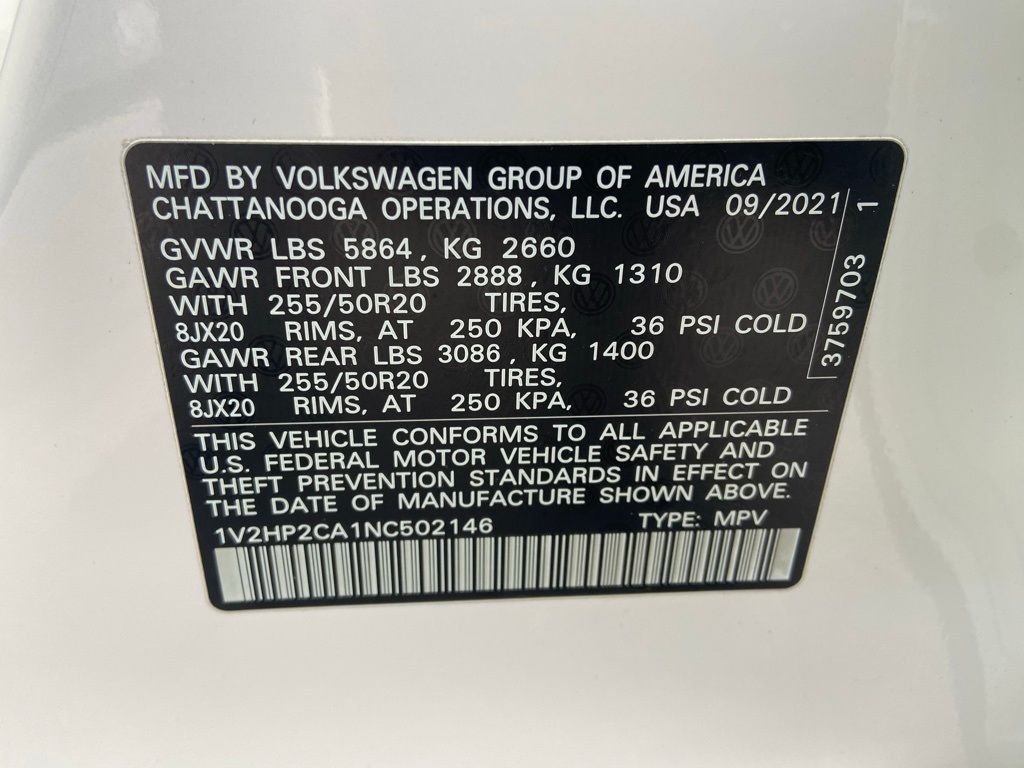 MFD BY VOLKSWAGEN GROUP OF AMERICA
CHATTANOOGA OPERATIONS, LLC. USA 09/2021
GVWR LBS 5864, KG 2660
GAWR FRONT LBS 2888, KG 1310
WITH 255/50R20 TIRES,
8JX20 RIMS, AT 250 KPA, 36 PSI COLD
GAWR REAR LBS 3086, KG 1400
WITH 255/50R20 TIRES,
8JX20 RIMS, AT 250 KPA, 36 PSI COLD
THIS VEHICLE CONFORMS TO ALL APPLICABLE
U.S. FEDERAL MOTOR VEHICLE SAFETY AND
THEFT PREVENTION STANDARDS IN EFFECT ON
THE DATE OF MANUFACTURE SHOWN ABOVE.
1V2HP2CA1NC502146 TYPE: MPV
3759703 1